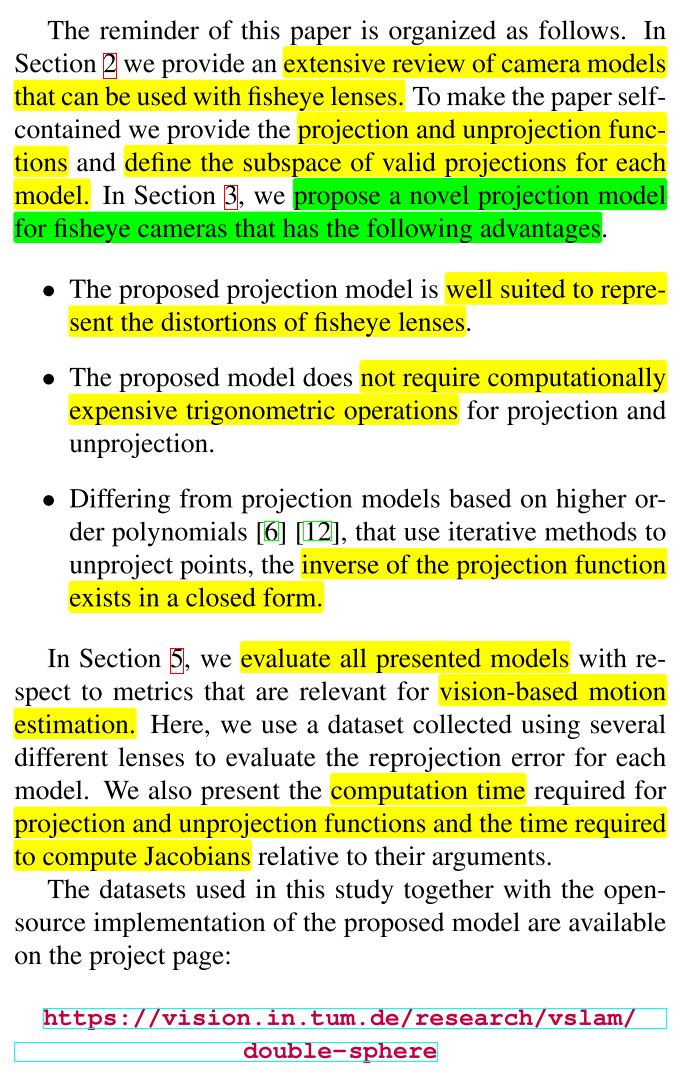 The reminder of this paper is organized as follows. In
Section 2 we provide an extensive review of camera models
that can be used with fisheye lenses. To make the paper self-
contained we provide the projection and unprojection func-
tions and define the subspace of valid projections for each
model. In Section 3, we propose a novel projection model
for fisheye cameras that has the following advantages.
• The proposed projection model is well suited to repre-
sent the distortions of fisheye lenses.
• The proposed model does not require computationally
expensive trigonometric operations for projection and
unprojection.
• Differing from projection models based on higher or-
der polynomials [6] [12], that use iterative methods to
unproject points, the inverse of the projection function
exists in a closed form.
In Section 5, we evaluate all presented models with re-
spect to metrics that are relevant for vision-based motion
estimation. Here, we use a dataset collected using several
different lenses to evaluate the reprojection error for each
model. We also present the computation time required for
projection and unprojection functions and the time required
to compute Jacobians relative to their arguments.
The datasets used in this study together with the open-
source implementation of the proposed model are available
on the project page:
https://vision.in.tum.de/research/vslam/
double-sphere